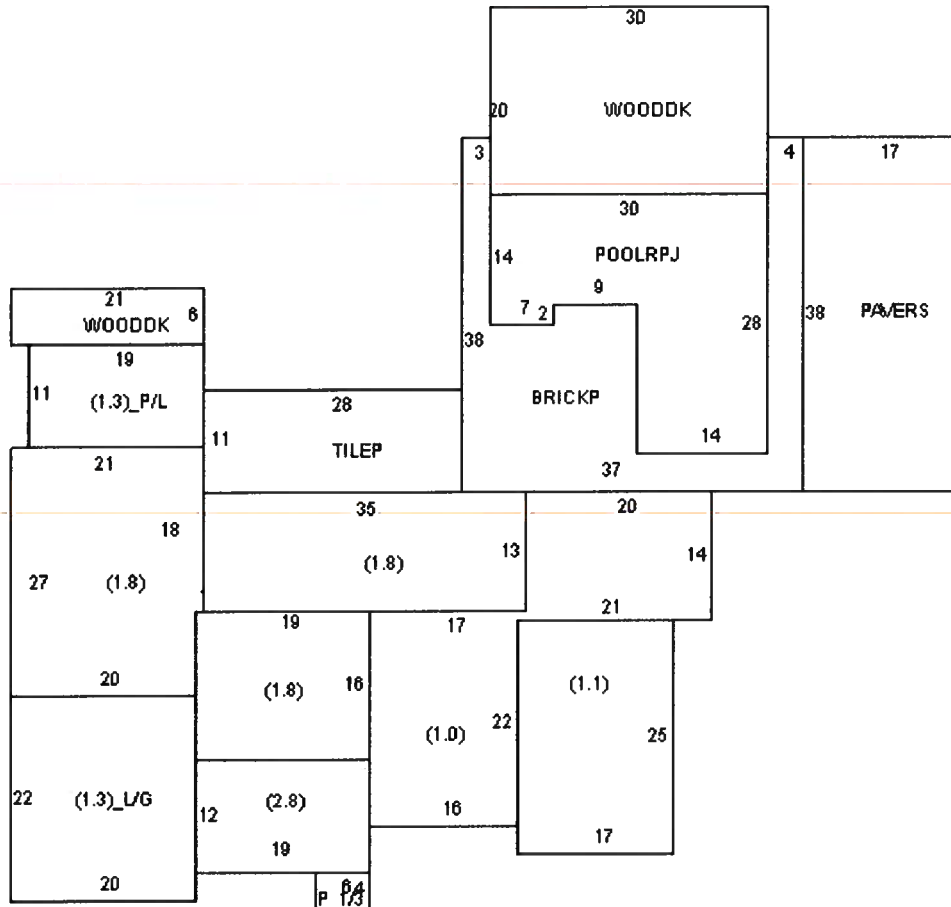 30
20 WOODDK
3 4 17
30
14 POOLRPJ
9
7 2 28 38 PAVERS
38
21 6
WOODDK
19
11 (1.3)_P/L
28 BRICKP
11 TILEP 14
21 37
35 20
18 13 14
27 (1.8) (1.8)
19 17 21
20 (1.8) 16 (1.1)
(1.0) 22 25
22 (1.3)_L/G 12 (2.8) 16
19 17
20
P 1/3